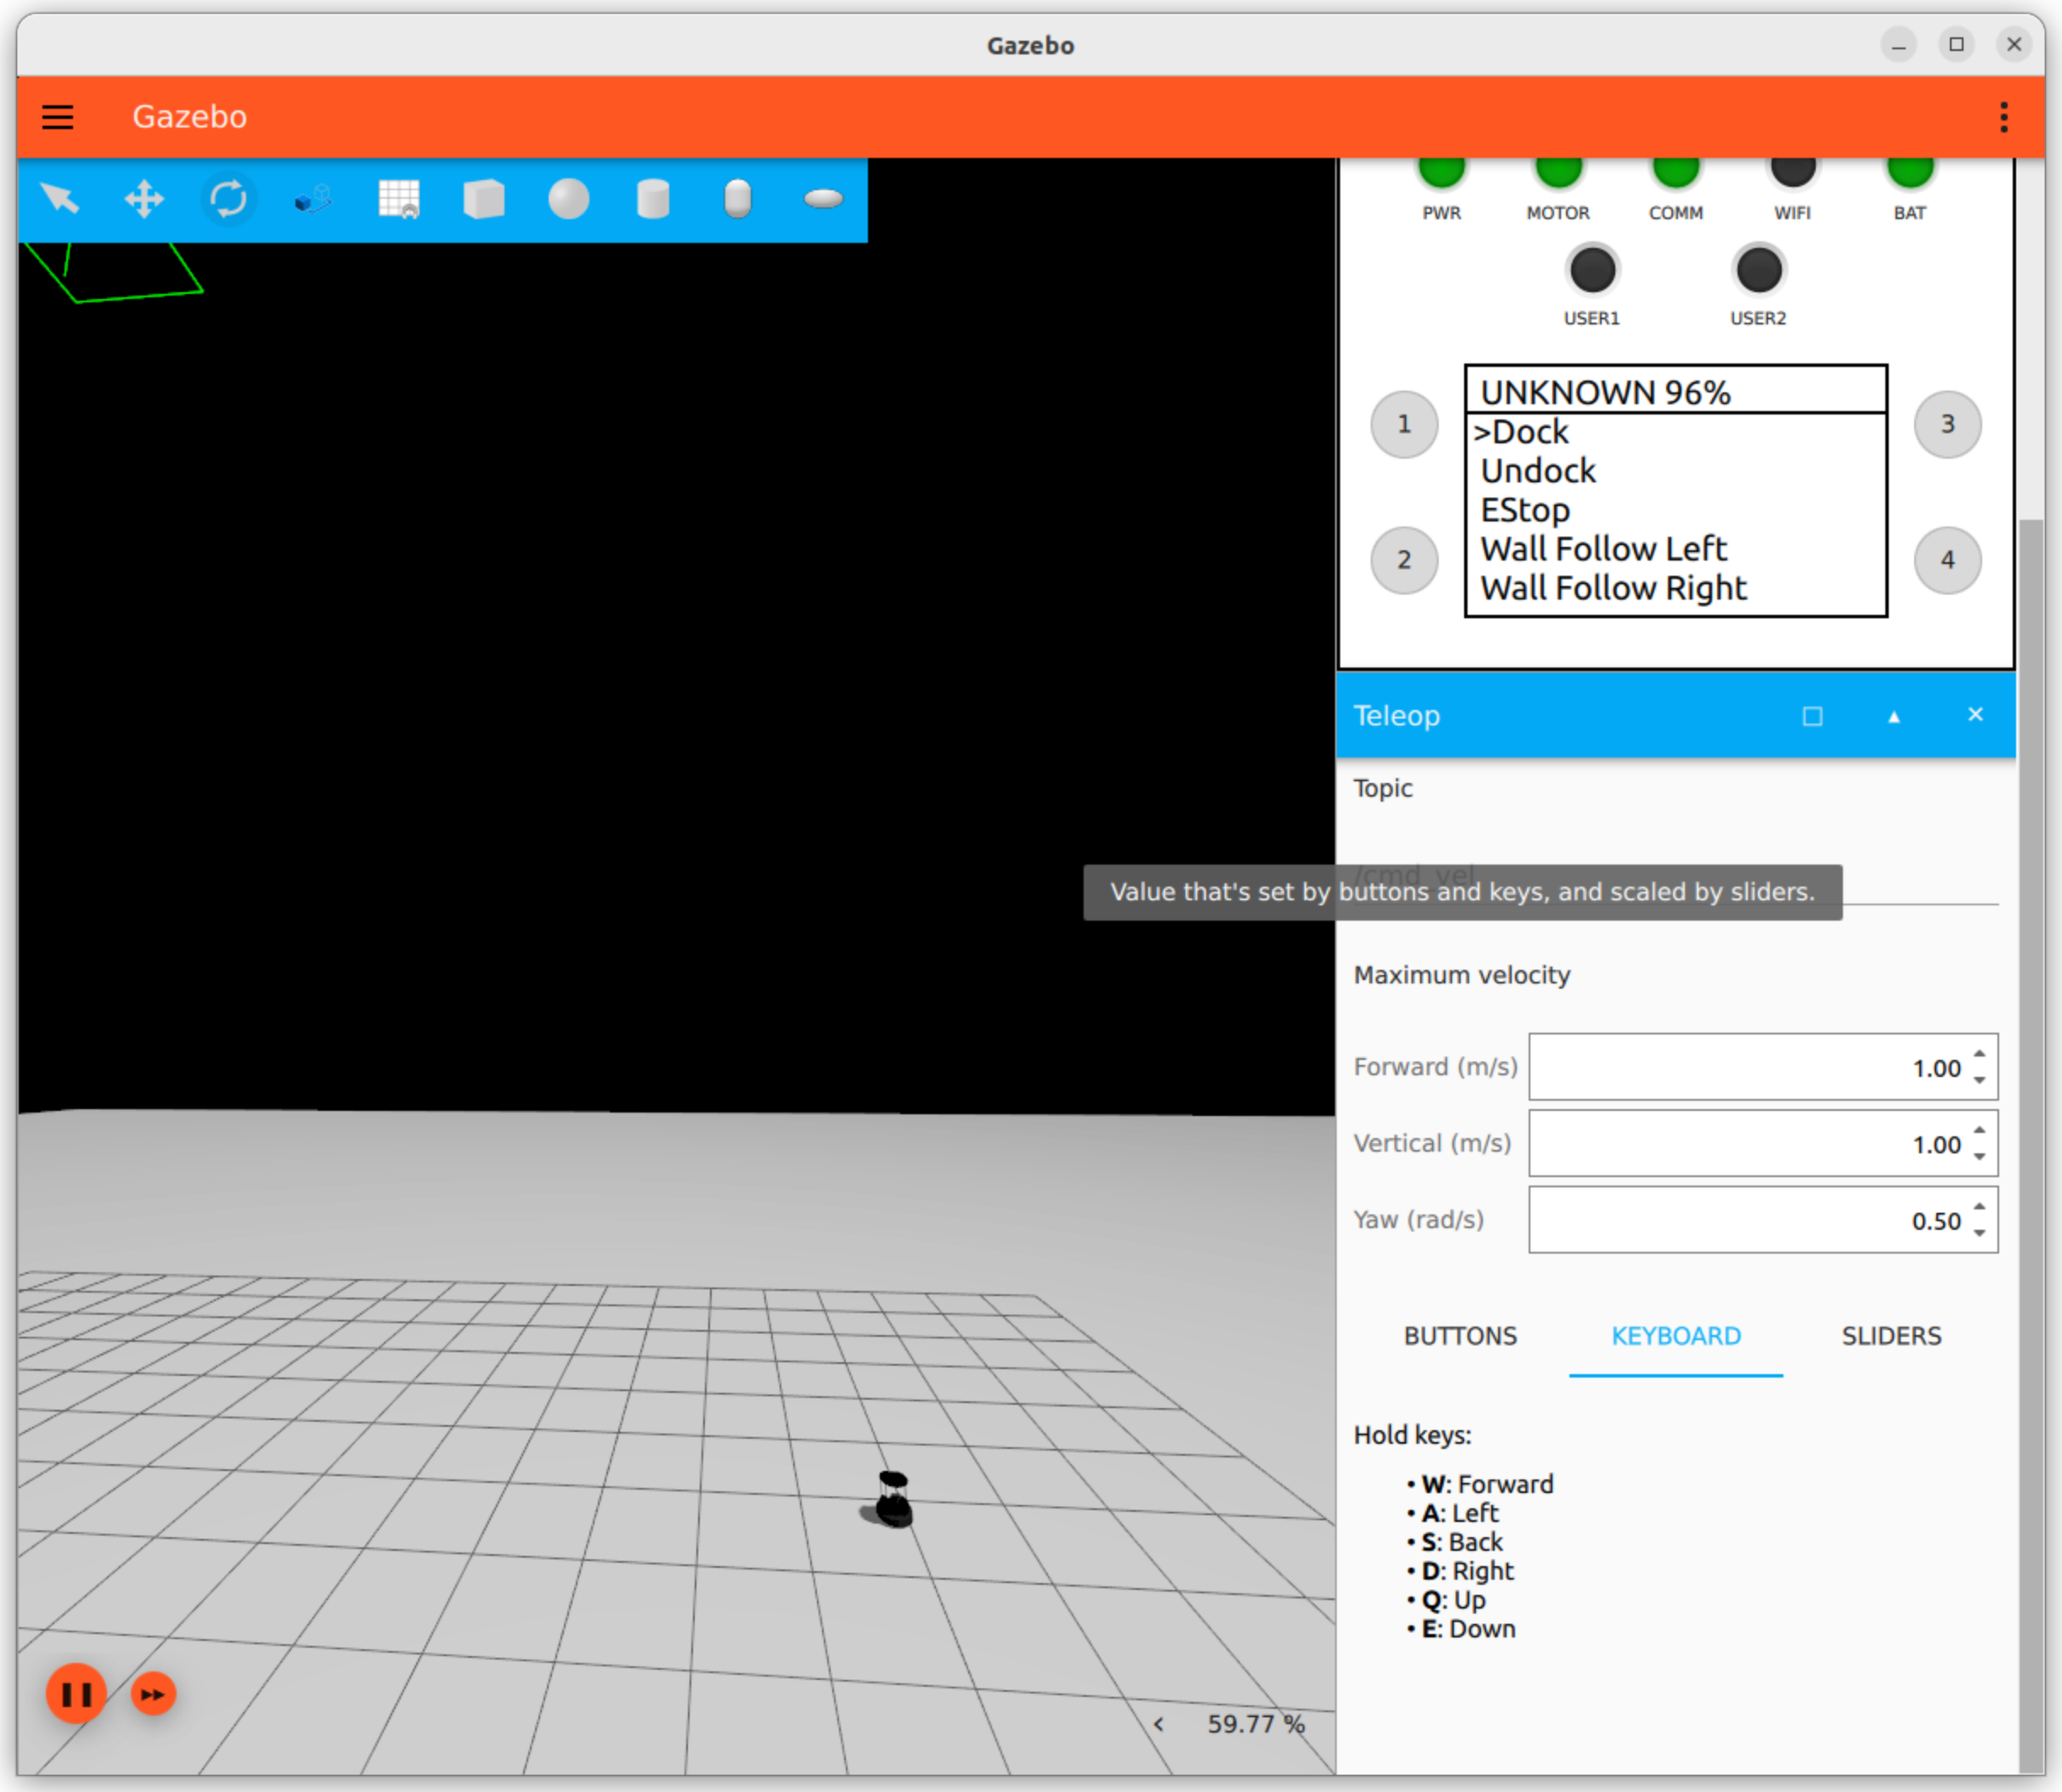 Gazebo
Gazebo
PWR MOTOR COMM WIFI BAT
USER1 USER2
UNKNOWN 96%
1
>Dock
3
Undock
EStop
2
Wall Follow Left
4
Wall Follow Right
Teleop
Topic
/cmd_vel
Value that's set by buttons and keys, and scaled by sliders.
Maximum velocity
Forward (m/s) 1.00
Vertical (m/s) 1.00
Yaw (rad/s) 0.50
BUTTONS KEYBOARD SLIDERS
Hold keys:
• W: Forward
• A: Left
• S: Back
• D: Right
• Q: Up
• E: Down
59.77 %